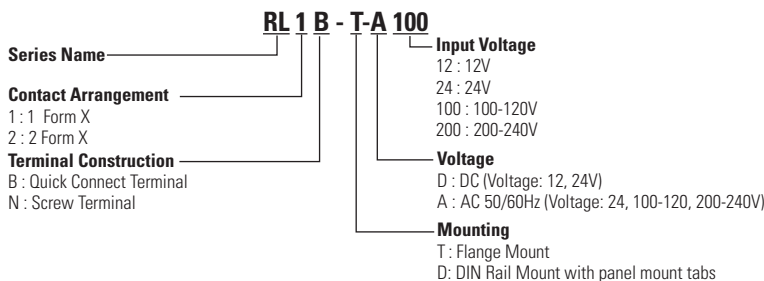 RL 1 B - T-A 100
Series Name
Contact Arrangement
1 : 1 Form X
2 : 2 Form X
Terminal Construction
B : Quick Connect Terminal
N : Screw Terminal
Input Voltage
12 : 12V
24 : 24V
100 : 100-120V
200 : 200-240V
Voltage
D : DC (Voltage: 12, 24V)
A : AC 50/60Hz (Voltage: 24, 100-120, 200-240V)
Mounting
T : Flange Mount
D: DIN Rail Mount with panel mount tabs